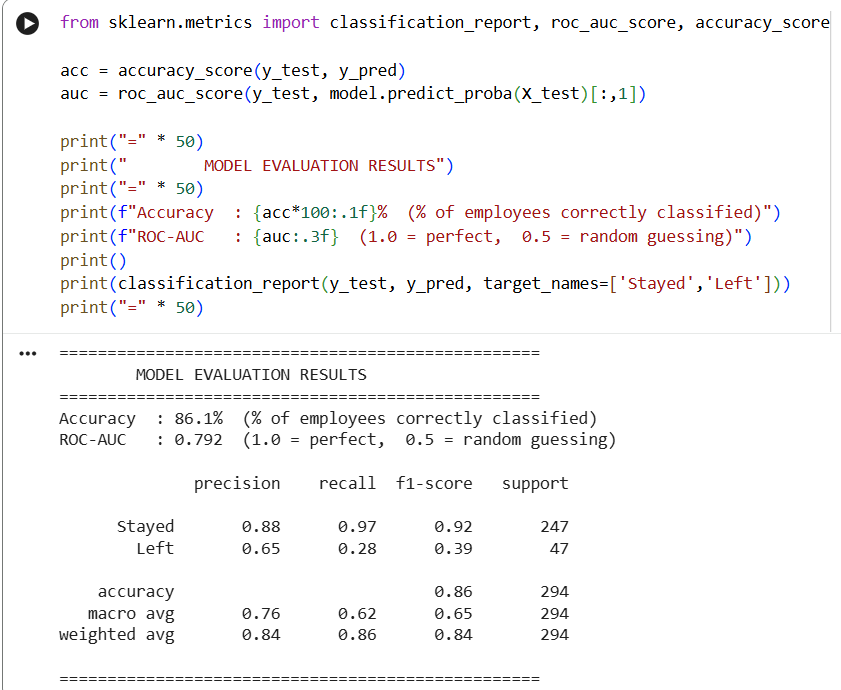 from sklearn.metrics import classification_report, roc_auc_score, accuracy_score
acc = accuracy_score(y_test, y_pred)
auc = roc_auc_score(y_test, model.predict_proba(X_test)[:,1])
print("=" * 50)
print("        MODEL EVALUATION RESULTS")
print("=" * 50)
print(f"Accuracy  : {acc*100:.1f}%  (% of employees correctly classified)")
print(f"ROC-AUC   : {auc:.3f}  (1.0 = perfect,  0.5 = random guessing)")
print()
print(classification_report(y_test, y_pred, target_names=['Stayed','Left']))
print("=" * 50)
==================================================
        MODEL EVALUATION RESULTS
==================================================
Accuracy  : 86.1%  (% of employees correctly classified)
ROC-AUC   : 0.792  (1.0 = perfect,  0.5 = random guessing)
              precision    recall  f1-score   support
      Stayed       0.88      0.97      0.92       247
        Left       0.65      0.28      0.39        47
    accuracy                           0.86       294
   macro avg       0.76      0.62      0.65       294
weighted avg       0.84      0.86      0.84       294
==================================================